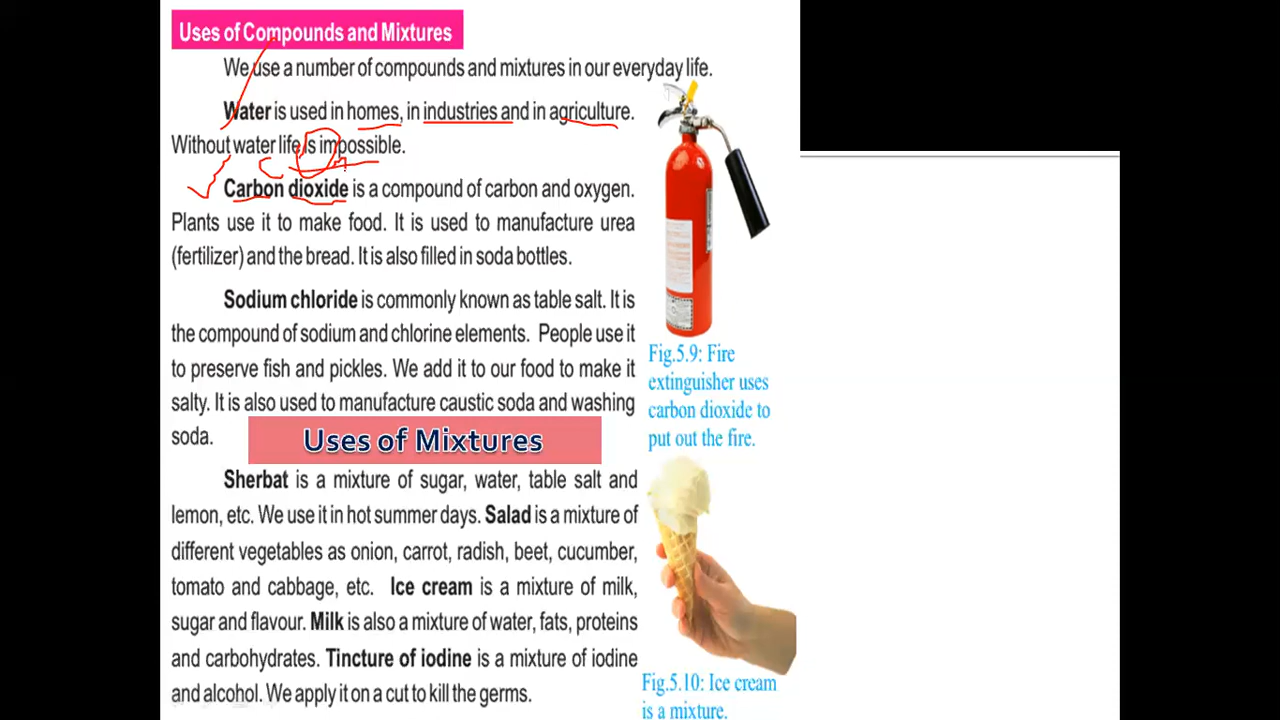 Uses of Compounds and Mixtures
We use a number of compounds and mixtures in our everyday life.
Water is used in homes, in industries and in agriculture.
Without water life is impossible.
Carbon dioxide is a compound of carbon and oxygen.
Plants use it to make food. It is used to manufacture urea
(fertilizer) and the bread. It is also filled in soda bottles.
Sodium chloride is commonly known as table salt. It is
the compound of sodium and chlorine elements. People use it
to preserve fish and pickles. We add it to our food to make it
salty. It is also used to manufacture caustic soda and washing
soda.
Uses of Mixtures
Sherbat is a mixture of sugar, water, table salt and
lemon, etc. We use it in hot summer days. Salad is a mixture of
different vegetables as onion, carrot, radish, beet, cucumber,
tomato and cabbage, etc. Ice cream is a mixture of milk,
sugar and flavour. Milk is also a mixture of water, fats, proteins
and carbohydrates. Tincture of iodine is a mixture of iodine
and alcohol. We apply it on a cut to kill the germs.
Fig.5.9: Fire
extinguisher uses
carbon dioxide to
put out the fire.
Fig.5.10: Ice cream
is a mixture.